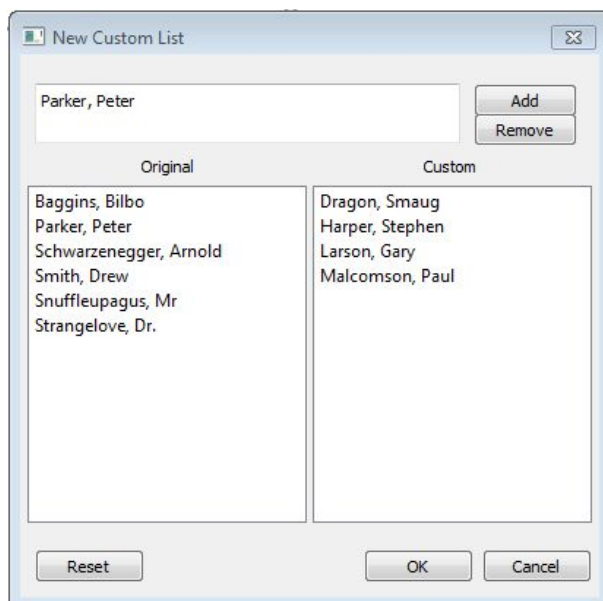 New Custom List
Parker, Peter
Add
Remove
Original
Custom
Baggins, Bilbo
Parker, Peter
Schwarzenegger, Arnold
Smith, Drew
Snuffleupagus, Mr
Strangelove, Dr.
Dragon, Smaug
Harper, Stephen
Larson, Gary
Malcomson, Paul
Reset
OK
Cancel